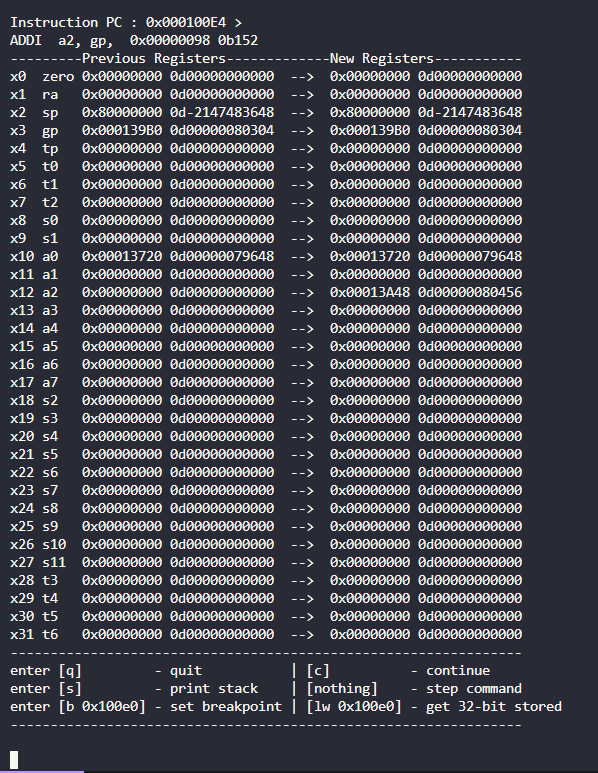 Instruction PC : 0x000100E4 >
ADDI  a2, gp,  0x00000098 0b152
---------Previous Registers-------------New Registers-----------
x0  zero 0x00000000 0d00000000000  -->  0x00000000 0d00000000000
x1  ra   0x00000000 0d00000000000  -->  0x00000000 0d00000000000
x2  sp   0x80000000 0d-2147483648  -->  0x80000000 0d-2147483648
x3  gp   0x000139B0 0d00000080304  -->  0x000139B0 0d00000080304
x4  tp   0x00000000 0d00000000000  -->  0x00000000 0d00000000000
x5  t0   0x00000000 0d00000000000  -->  0x00000000 0d00000000000
x6  t1   0x00000000 0d00000000000  -->  0x00000000 0d00000000000
x7  t2   0x00000000 0d00000000000  -->  0x00000000 0d00000000000
x8  s0   0x00000000 0d00000000000  -->  0x00000000 0d00000000000
x9  s1   0x00000000 0d00000000000  -->  0x00000000 0d00000000000
x10 a0   0x00013720 0d00000079648  -->  0x00013720 0d00000079648
x11 a1   0x00000000 0d00000000000  -->  0x00000000 0d00000000000
x12 a2   0x00000000 0d00000000000  -->  0x00013A48 0d00000080456
x13 a3   0x00000000 0d00000000000  -->  0x00000000 0d00000000000
x14 a4   0x00000000 0d00000000000  -->  0x00000000 0d00000000000
x15 a5   0x00000000 0d00000000000  -->  0x00000000 0d00000000000
x16 a6   0x00000000 0d00000000000  -->  0x00000000 0d00000000000
x17 a7   0x00000000 0d00000000000  -->  0x00000000 0d00000000000
x18 s2   0x00000000 0d00000000000  -->  0x00000000 0d00000000000
x19 s3   0x00000000 0d00000000000  -->  0x00000000 0d00000000000
x20 s4   0x00000000 0d00000000000  -->  0x00000000 0d00000000000
x21 s5   0x00000000 0d00000000000  -->  0x00000000 0d00000000000
x22 s6   0x00000000 0d00000000000  -->  0x00000000 0d00000000000
x23 s7   0x00000000 0d00000000000  -->  0x00000000 0d00000000000
x24 s8   0x00000000 0d00000000000  -->  0x00000000 0d00000000000
x25 s9   0x00000000 0d00000000000  -->  0x00000000 0d00000000000
x26 s10  0x00000000 0d00000000000  -->  0x00000000 0d00000000000
x27 s11  0x00000000 0d00000000000  -->  0x00000000 0d00000000000
x28 t3   0x00000000 0d00000000000  -->  0x00000000 0d00000000000
x29 t4   0x00000000 0d00000000000  -->  0x00000000 0d00000000000
x30 t5   0x00000000 0d00000000000  -->  0x00000000 0d00000000000
x31 t6   0x00000000 0d00000000000  -->  0x00000000 0d00000000000
----------------------------------------------------------------
enter [q]         - quit           | [c]          - continue
enter [s]         - print stack    | [nothing]    - step command
enter [b 0x100e0] - set breakpoint | [lw 0x100e0] - get 32-bit stored
----------------------------------------------------------------